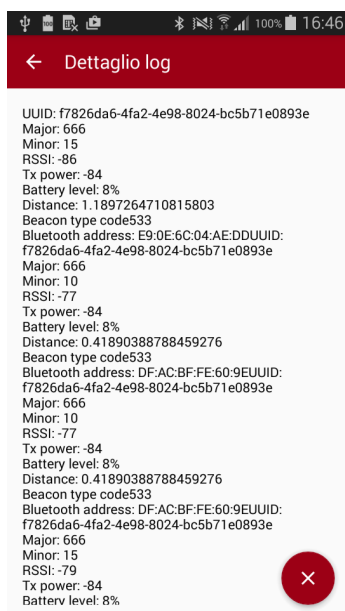 100
100% 16:46
Dettaglio log
UUID: f7826da6-4fa2-4e98-8024-bc5b71e0893e
Major: 666
Minor: 15
RSSI: -86
Tx power: -84
Battery level: 8%
Distance: 1.1897264710815803
Beacon type code533
Bluetooth address: E9:0E:6C:04:AE:DDUUID:
f7826da6-4fa2-4e98-8024-bc5b71e0893e
Major: 666
Minor: 10
RSSI: -77
Tx power: -84
Battery level: 8%
Distance: 0.41890388788459276
Beacon type code533
Bluetooth address: DF:AC:BF:FE:60:9EUUID:
f7826da6-4fa2-4e98-8024-bc5b71e0893e
Major: 666
Minor: 10
RSSI: -77
Tx power: -84
Battery level: 8%
Distance: 0.41890388788459276
Beacon type code533
Bluetooth address: DF:AC:BF:FE:60:9EUUID:
f7826da6-4fa2-4e98-8024-bc5b71e0893e
Major: 666
Minor: 15
RSSI: -79
Tx power: -84
Battery level: 8%